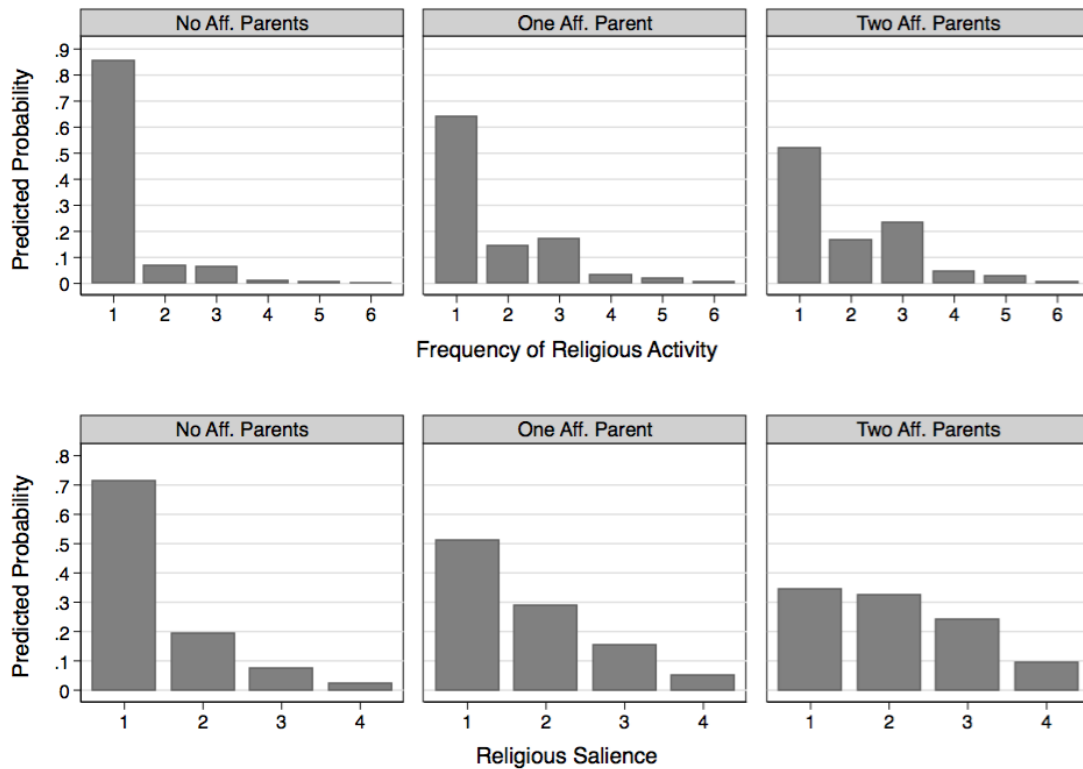 No Aff. Parents One Aff. Parent Two Aff. Parents
Predicted Probability
.9
.8
.7
.6
.5
.4
.3
.2
.1
0
1 2 3 4 5 6 1 2 3 4 5 6 1 2 3 4 5 6
Frequency of Religious Activity
No Aff. Parents One Aff. Parent Two Aff. Parents
Predicted Probability
.8
.7
.6
.5
.4
.3
.2
.1
0
1 2 3 4 1 2 3 4 1 2 3 4
Religious Salience